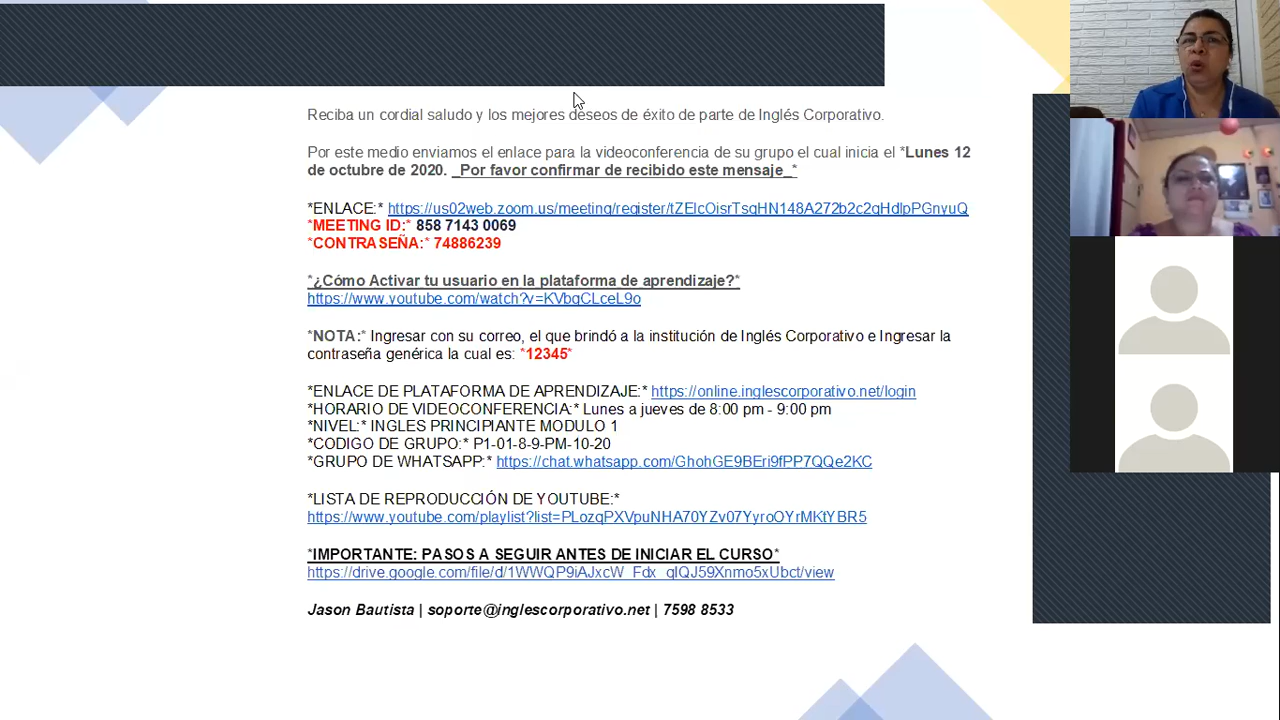 Reciba un cordial saludo y los mejores deseos de éxito de parte de Inglés Corporativo.
Por este medio enviamos el enlace para la videoconferencia de su grupo el cual inicia el *Lunes 12
de octubre de 2020. _Por favor confirmar de recibido este mensaje_*
*ENLACE:* https://us02web.zoom.us/meeting/register/tZElcOisrTsqHN148A272b2c2qHdIpPGnyuQ
*MEETING ID:* 858 7143 0069
*CONTRASEÑA:* 74886239
*¿Cómo Activar tu usuario en la plataforma de aprendizaje?*
https://www.youtube.com/watch?v=KVbqCLceL9o
*NOTA:* Ingresar con su correo, el que brindó a la institución de Inglés Corporativo e Ingresar la
contraseña genérica la cual es: *12345*
*ENLACE DE PLATAFORMA DE APRENDIZAJE:* https://online.inglescorporativo.net/login
*HORARIO DE VIDEOCONFERENCIA:* Lunes a jueves de 8:00 pm - 9:00 pm
*NIVEL:* INGLES PRINCIPIANTE MODULO 1
*CODIGO DE GRUPO:* P1-01-8-9-PM-10-20
*GRUPO DE WHATSAPP:* https://chat.whatsapp.com/GhohGE9BEri9fPP7QQe2KC
*LISTA DE REPRODUCCIÓN DE YOUTUBE:*
https://www.youtube.com/playlist?list=PLozqPXVpuNHA70YZv07YyroOYrMKtYBR5
*IMPORTANTE: PASOS A SEGUIR ANTES DE INICIAR EL CURSO*
https://drive.google.com/file/d/1WWQP9iAJxcW_Fdx_qIQJ59Xnmo5xUbct/view
Jason Bautista | soporte@inglescorporativo.net | 7598 8533